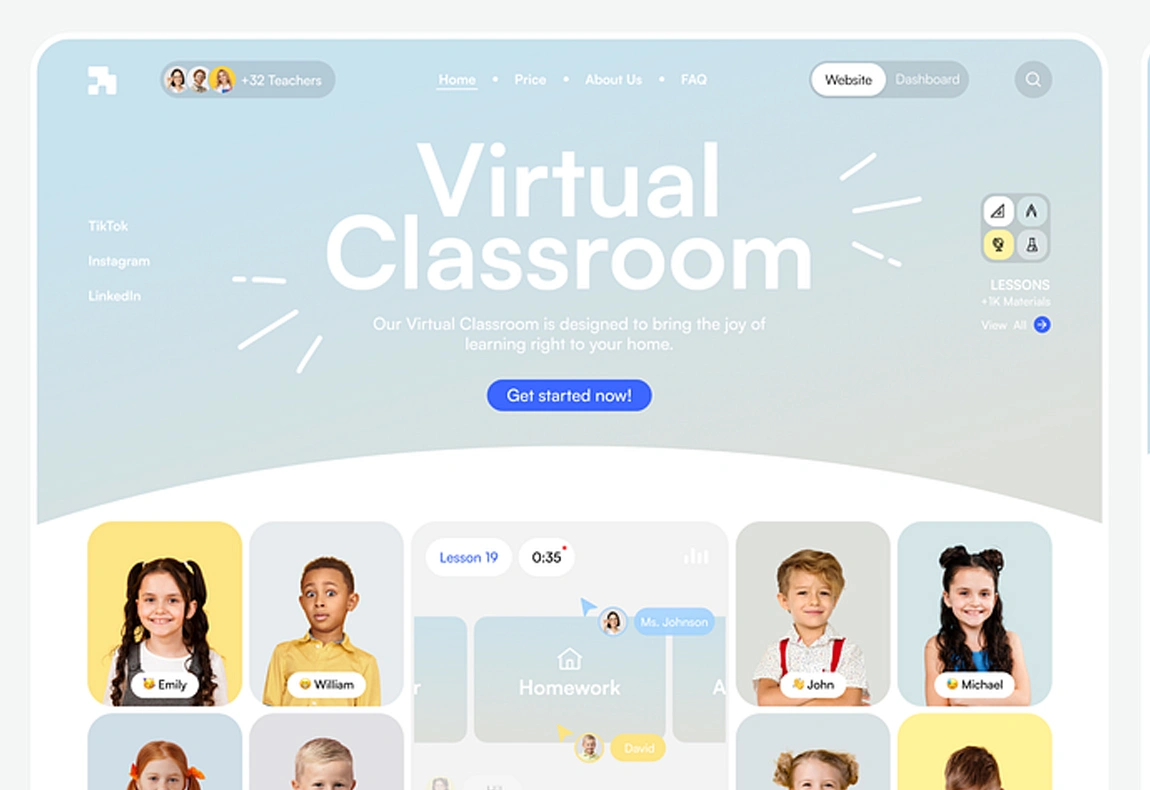 +32 Teachers
Home • Price • About Us • FAQ
Website Dashboard
Virtual
Classroom
TikTok
Instagram
LinkedIn
Our Virtual Classroom is designed to bring the joy of
learning right to your home.
Get started now!
LESSONS
+1K Materials
View All
Lesson 19
0:35
Ms. Johnson
r
Homework
A
David
Emily
William
John
Michael